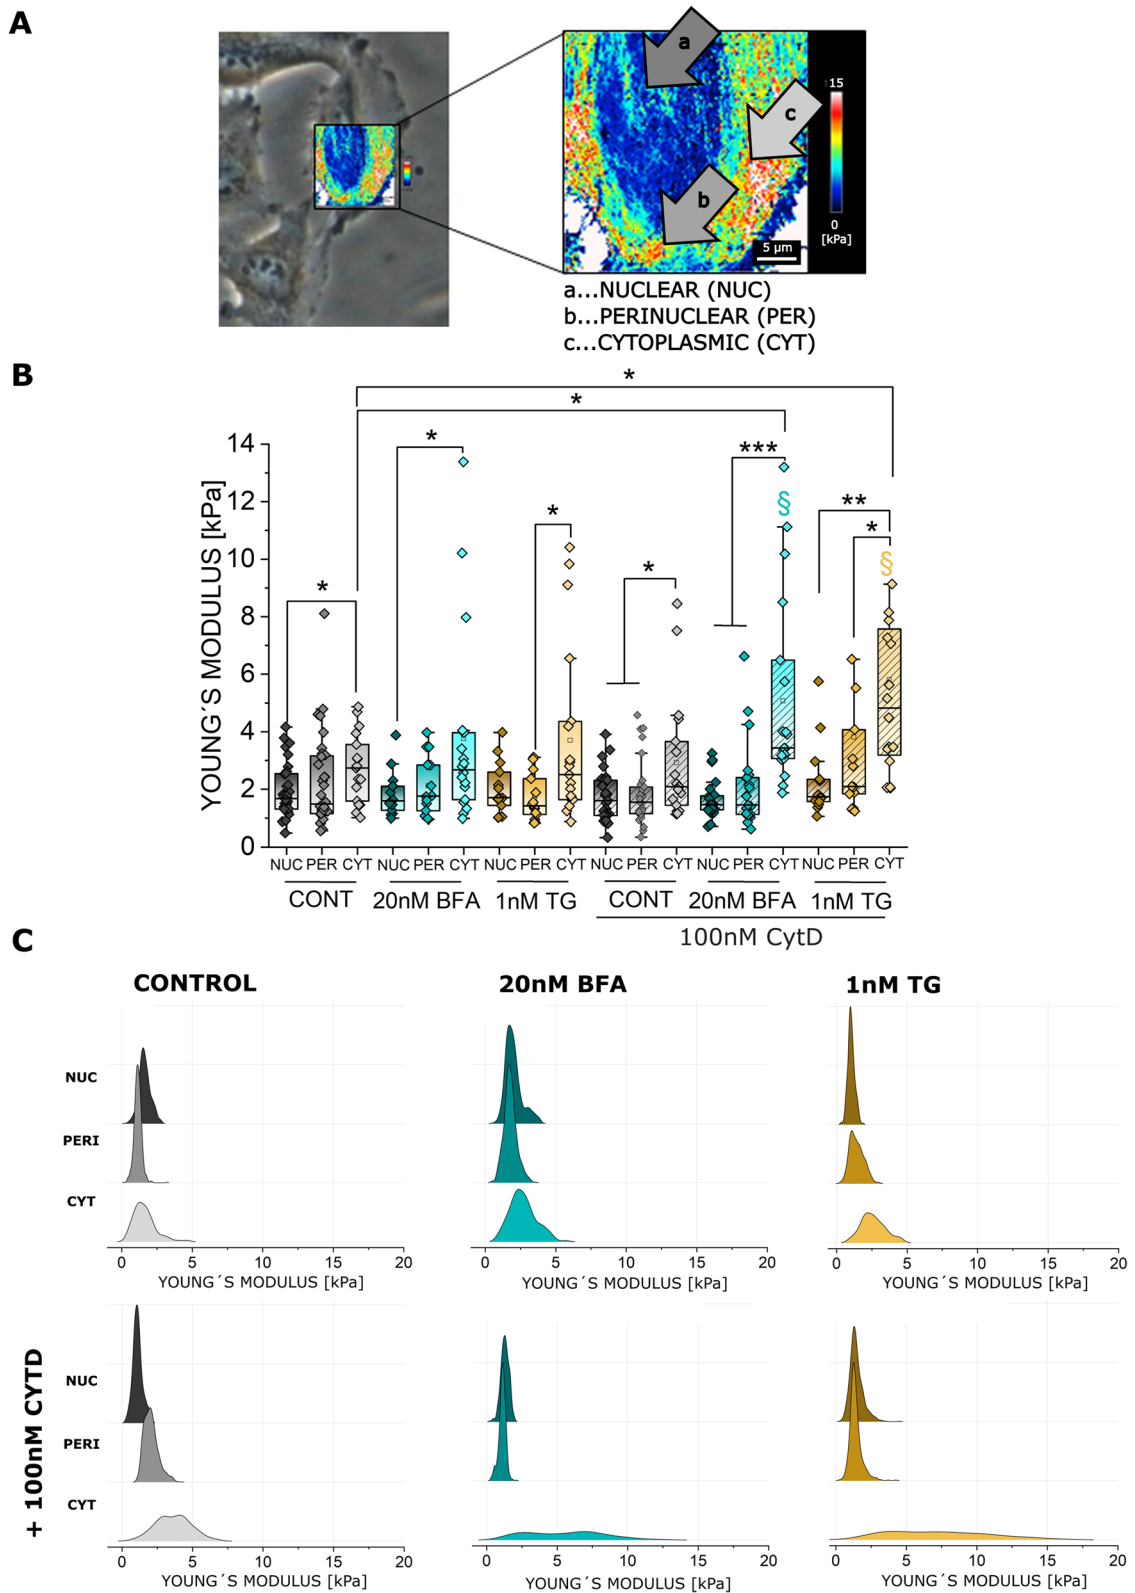 A
a
c
b
15
0
[kPa]
5 µm
a...NUCLEAR (NUC)
b...PERINUCLEAR (PER)
c...CYTOPLASMIC (CYT)
B
*
*
* *** 
* * ** *
* § §
YOUNG´S MODULUS [kPa]
14
12
10
8
6
4
2
0
NUC PER CYT NUC PER CYT NUC PER CYT NUC PER CYT NUC PER CYT NUC PER CYT
CONT 20nM BFA 1nM TG CONT 20nM BFA 1nM TG
100nM CytD
C
CONTROL 20nM BFA 1nM TG
NUC
PERI
CYT
0 5 10 15 20 0 5 10 15 20 0 5 10 15 20
YOUNG´S MODULUS [kPa] YOUNG´S MODULUS [kPa] YOUNG´S MODULUS [kPa]
+ 100nM CYTD
NUC
PERI
CYT
0 5 10 15 20 0 5 10 15 20 0 5 10 15 20
YOUNG´S MODULUS [kPa] YOUNG´S MODULUS [kPa] YOUNG´S MODULUS [kPa]